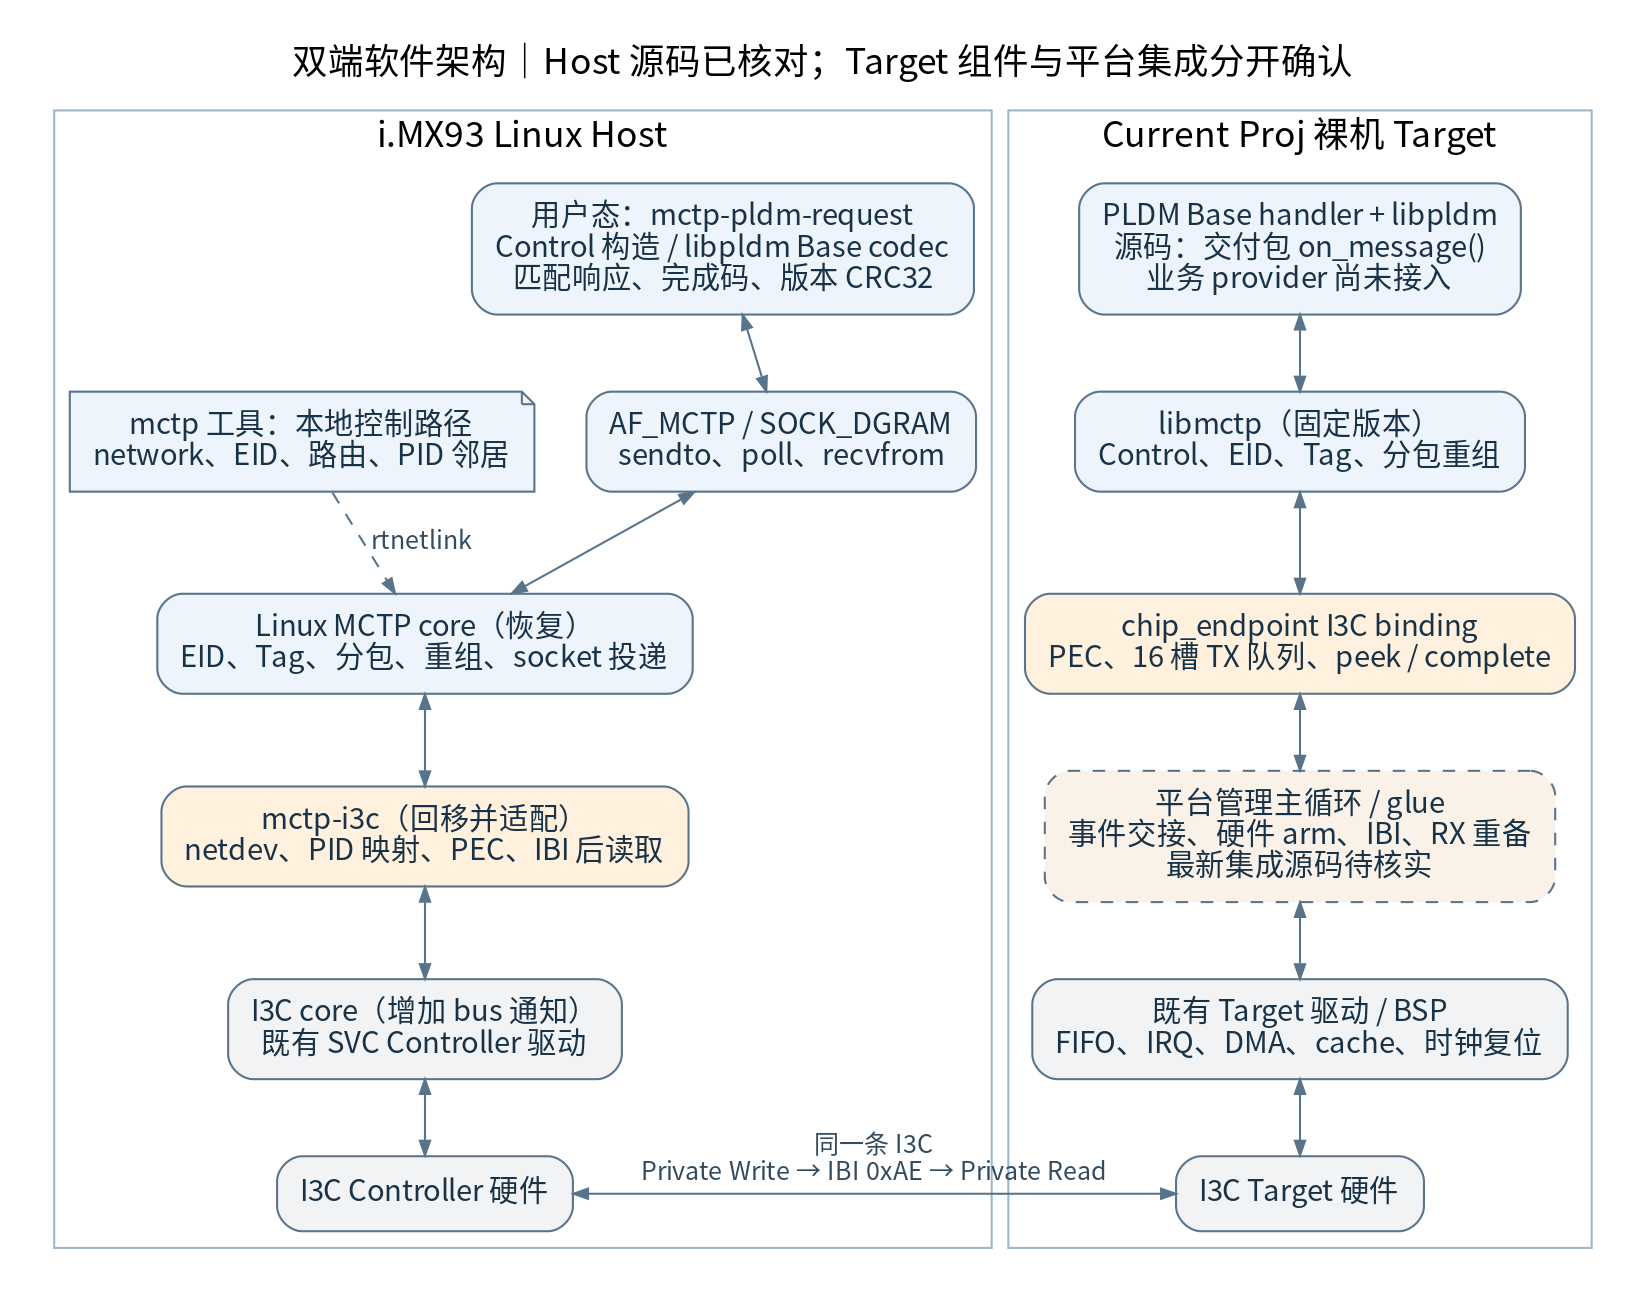 双端软件架构｜Host 源码已核对；Target 组件与平台集成分开确认
i.MX93 Linux Host
用户态：mctp-pldm-request
Control 构造 / libpldm Base codec
匹配响应、完成码、版本 CRC32
mctp 工具：本地控制路径
network、EID、路由、PID 邻居
AF_MCTP / SOCK_DGRAM
sendto、poll、recvfrom
rtnetlink
Linux MCTP core（恢复）
EID、Tag、分包、重组、socket 投递
mctp-i3c（回移并适配）
netdev、PID 映射、PEC、IBI 后读取
I3C core（增加 bus 通知）
既有 SVC Controller 驱动
I3C Controller 硬件
同一条 I3C
Private Write → IBI 0xAE → Private Read
Current Proj 裸机 Target
PLDM Base handler + libpldm
源码：交付包 on_message()
业务 provider 尚未接入
libmctp（固定版本）
Control、EID、Tag、分包重组
chip_endpoint I3C binding
PEC、16 槽 TX 队列、peek / complete
平台管理主循环 / glue
事件交接、硬件 arm、IBI、RX 重备
最新集成源码待核实
既有 Target 驱动 / BSP
FIFO、IRQ、DMA、cache、时钟复位
I3C Target 硬件